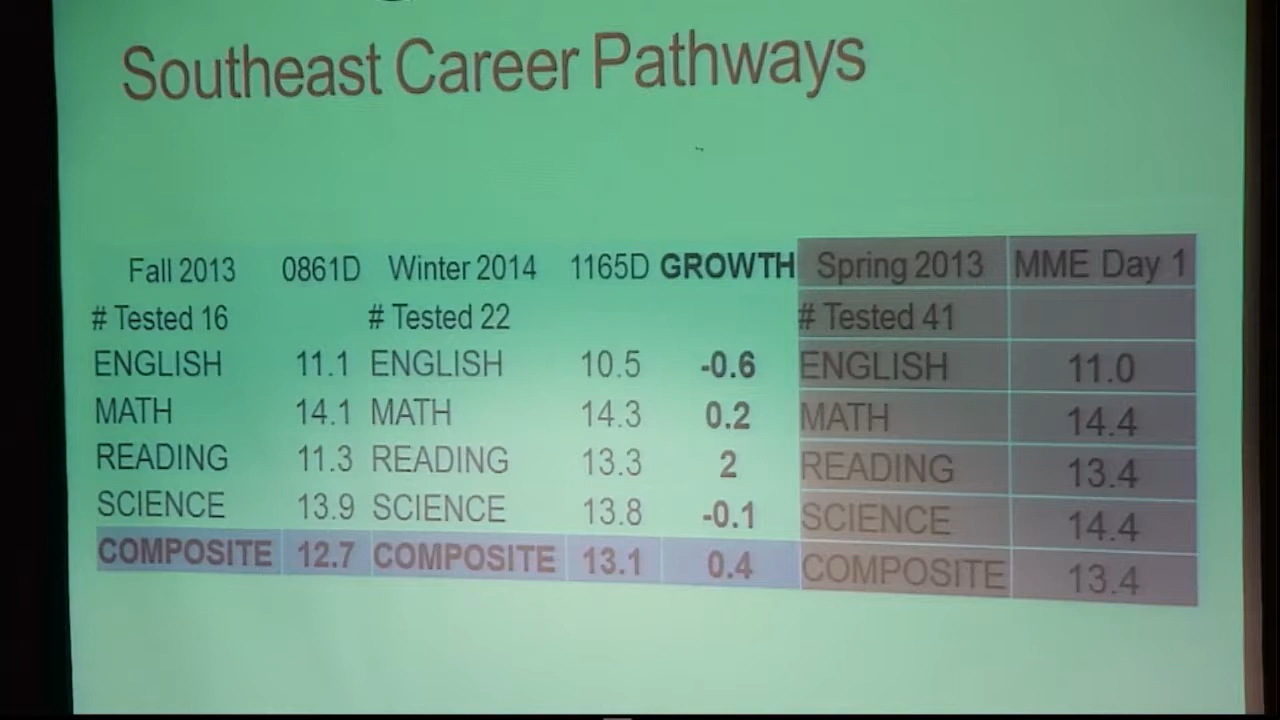 Southeast Career Pathways
Fall 2013 0861D Winter 2014 1165D GROWTH Spring 2013 MME Day 1
# Tested 16 # Tested 22 # Tested 41
ENGLISH 11.1 ENGLISH 10.5 -0.6 ENGLISH 11.0
MATH 14.1 MATH 14.3 0.2 MATH 14.4
READING 11.3 READING 13.3 2 READING 13.4
SCIENCE 13.9 SCIENCE 13.8 -0.1 SCIENCE 14.4
COMPOSITE 12.7 COMPOSITE 13.1 0.4 COMPOSITE 13.4